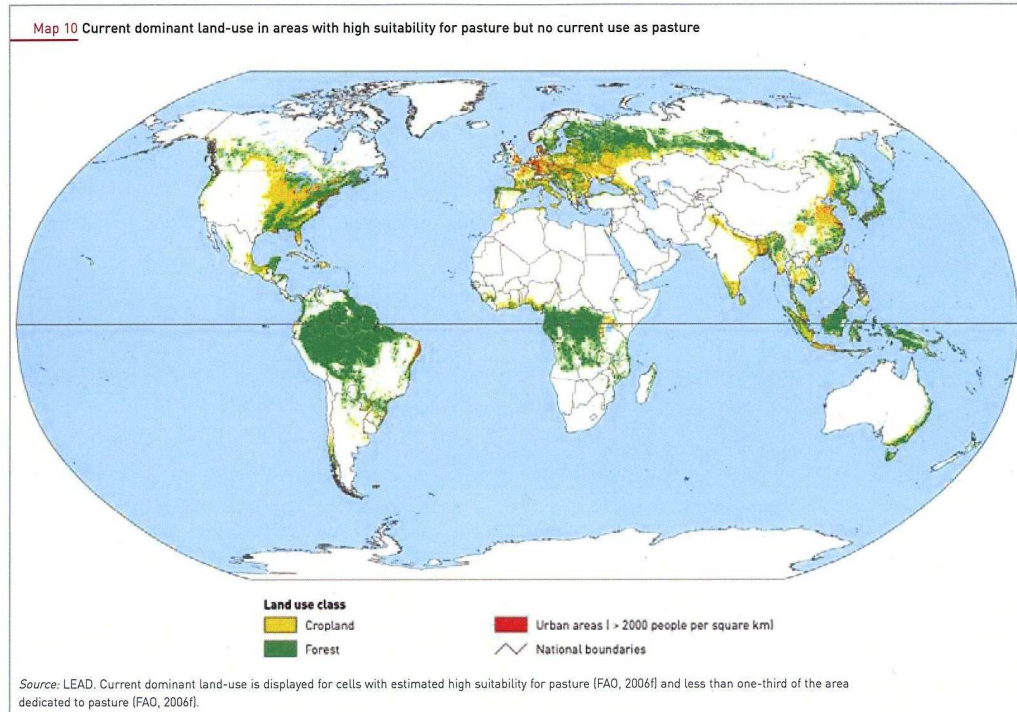 Map 10 Current dominant land-use in areas with high suitability for pasture but no current use as pasture
Land use class
Cropland
Forest
Urban areas ( > 2000 people per square km)
National boundaries
Source: LEAD. Current dominant land-use is displayed for cells with estimated high suitability for pasture (FAO, 2006f) and less than one-third of the area
dedicated to pasture (FAO, 2006f).